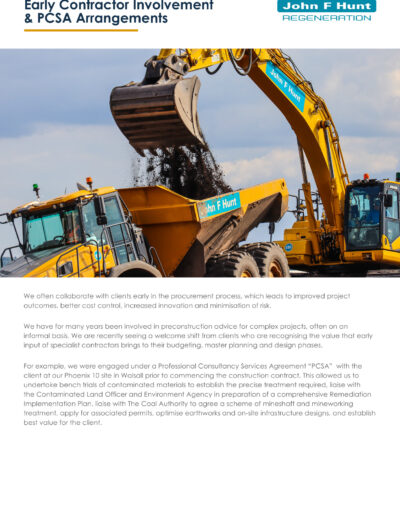 Early Contractor Involvement
& PCSA Arrangements
John F Hunt
REGENERATION
John F Hunt
John F Hunt
We often collaborate with clients early in the procurement process, which leads to improved project
outcomes, better cost control, increased innovation and minimisation of risk.
We have for many years been involved in preconstruction advice for complex projects, often on an
informal basis. We are recently seeing a welcome shift from clients who are recognising the value that early
input of specialist contractors brings to their budgeting, master planning and design phases.
For example, we were engaged under a Professional Consultancy Services Agreement “PCSA” with the
client at our Phoenix 10 site in Walsall prior to commencing the construction contract. This allowed us to
undertake bench trials of contaminated materials to establish the precise treatment required, liaise with
the Contaminated Land Officer and Environment Agency in preparation of a comprehensive Remediation
Implementation Plan, liaise with The Coal Authority to agree a scheme of mineshaft and mineworking
treatment, apply for associated permits, optimise earthworks and on-site infrastructure designs, and establish
best value for the client.